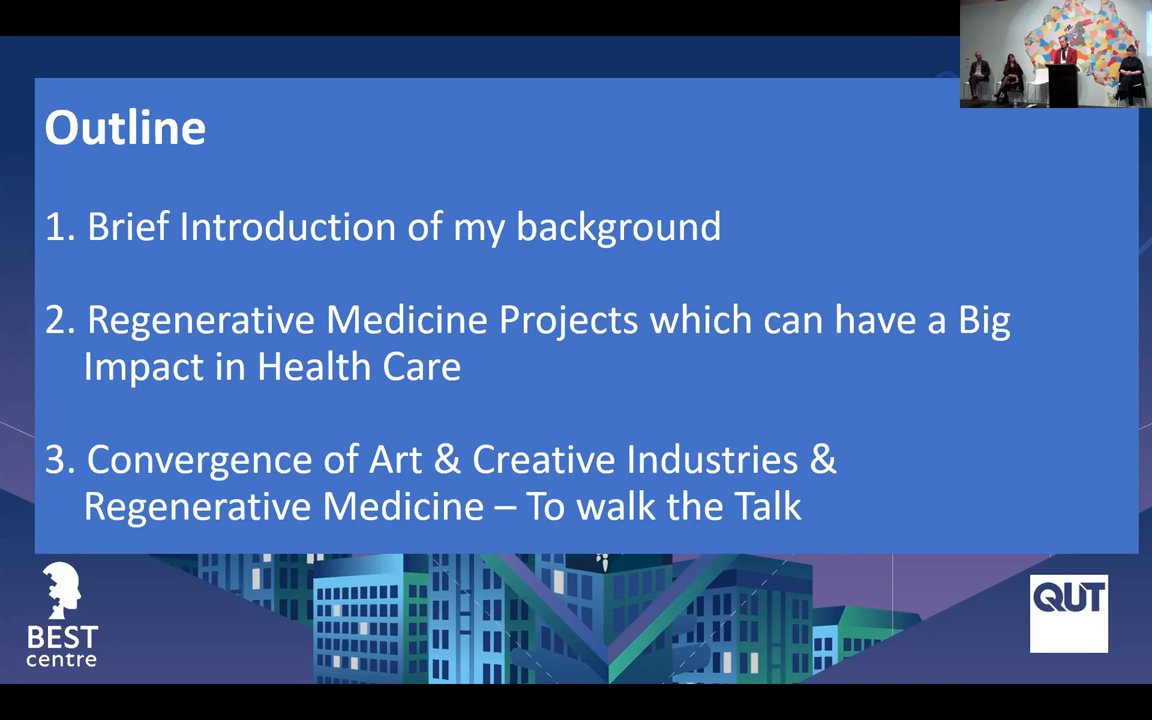 Outline
1. Brief Introduction of my background
2. Regenerative Medicine Projects which can have a Big
Impact in Health Care
3. Convergence of Art & Creative Industries &
Regenerative Medicine – To walk the Talk
BEST
centre
QUT